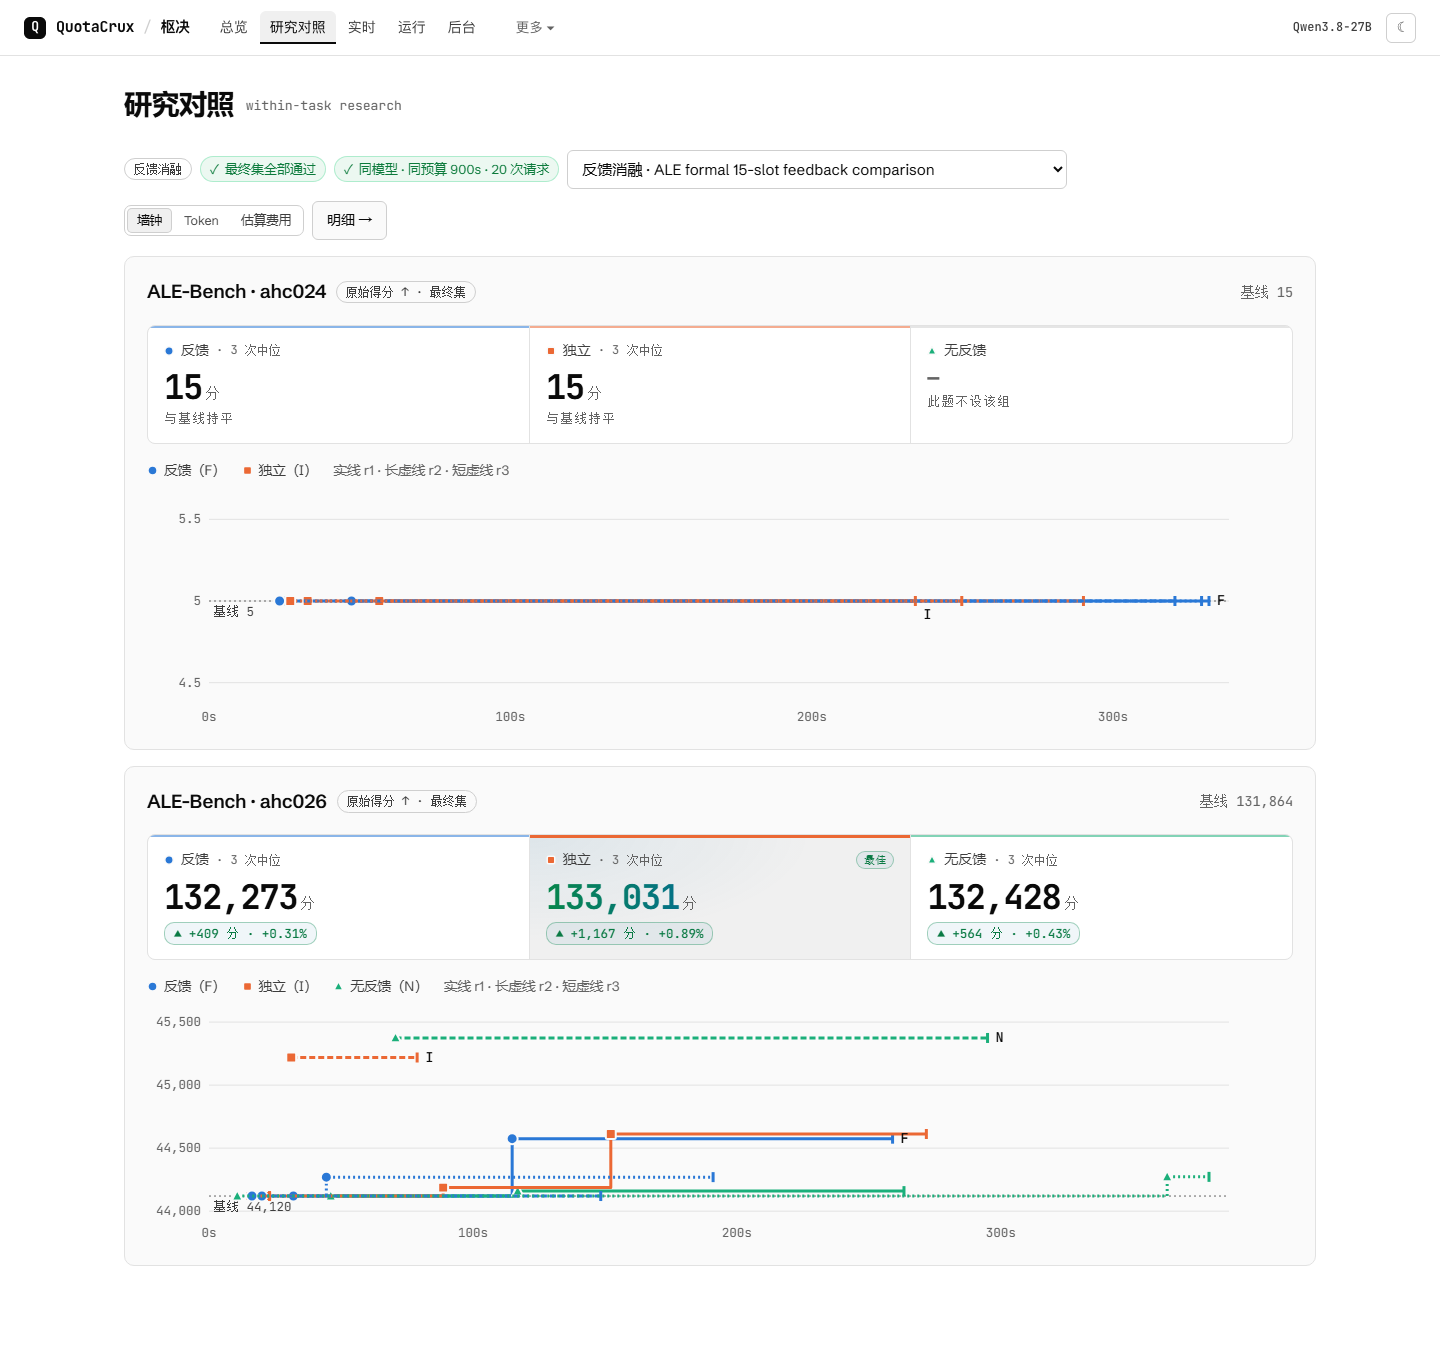 Q QuotaCrux / 枢决 总览 研究对照 实时 运行 后台 更多 Qwen3.8-27B
研究对照 within-task research
反馈消融 ✓ 最终集全部通过 ✓ 同模型 · 同预算 900s · 20 次请求 反馈消融 · ALE formal 15-slot feedback comparison
墙钟 Token 估算费用 明细 →
ALE-Bench · ahc024 原始得分 ↑ · 最终集 基线 15
反馈 · 3 次中位
15 分
与基线持平
独立 · 3 次中位
15 分
与基线持平
无反馈
—
此题不设该组
反馈 (F) 独立 (I) 实线 r1 · 长虚线 r2 · 短虚线 r3
5.5
5
基线 5
4.5
I
F
0s 100s 200s 300s
ALE-Bench · ahc026 原始得分 ↑ · 最终集 基线 131,864
反馈 · 3 次中位
132,273 分
▲ +409 分 · +0.31%
独立 · 3 次中位 最佳
133,031 分
▲ +1,167 分 · +0.89%
无反馈 · 3 次中位
132,428 分
▲ +564 分 · +0.43%
反馈 (F) 独立 (I) 无反馈 (N) 实线 r1 · 长虚线 r2 · 短虚线 r3
45,500
N
I
45,000
44,500
F
44,000
基线 44,120
0s 100s 200s 300s